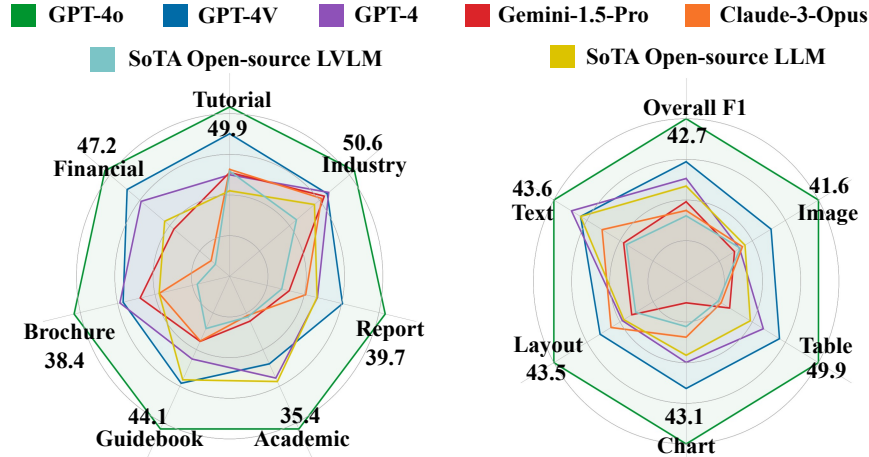 GPT-4o GPT-4V GPT-4 Gemini-1.5-Pro Claude-3-Opus
SoTA Open-source LVLM SoTA Open-source LLM
Tutorial
49.9
47.2
Financial
50.6
Industry
Brochure
38.4
Report
39.7
44.1
Guidebook
35.4
Academic
Overall F1
42.7
43.6
Text
41.6
Image
Layout
43.5
Table
49.9
43.1
Chart